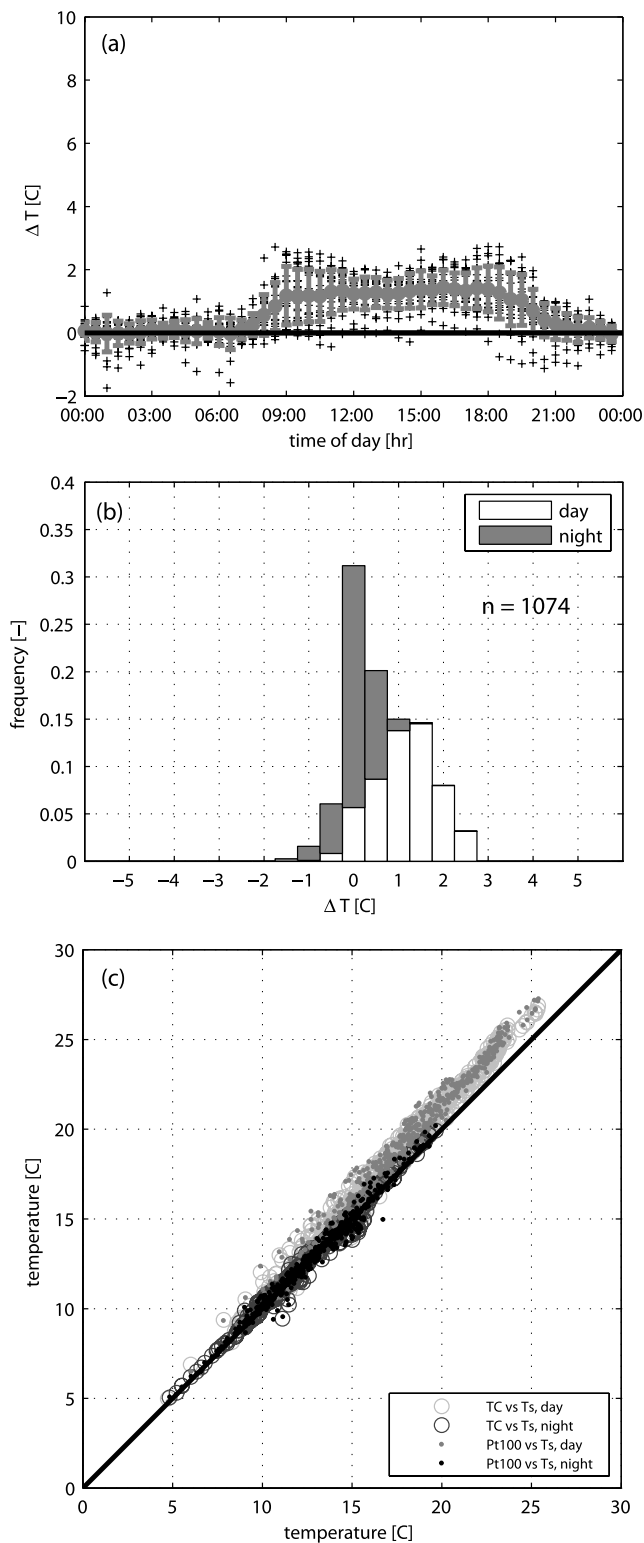 (a)
10
8
6
4
2
0
−2
Δ T [C]
00:00 03:00 06:00 09:00 12:00 15:00 18:00 21:00 00:00
time of day [hr]
(b)
0.4
0.35
0.3
0.25
0.2
0.15
0.1
0.05
0
frequency [−]
day
night
n = 1074
−5 −4 −3 −2 −1 0 1 2 3 4 5
Δ T [C]
(c)
30
25
20
15
10
5
0
temperature [C]
TC vs Ts, day
TC vs Ts, night
Pt100 vs Ts, day
Pt100 vs Ts, night
0 5 10 15 20 25 30
temperature [C]